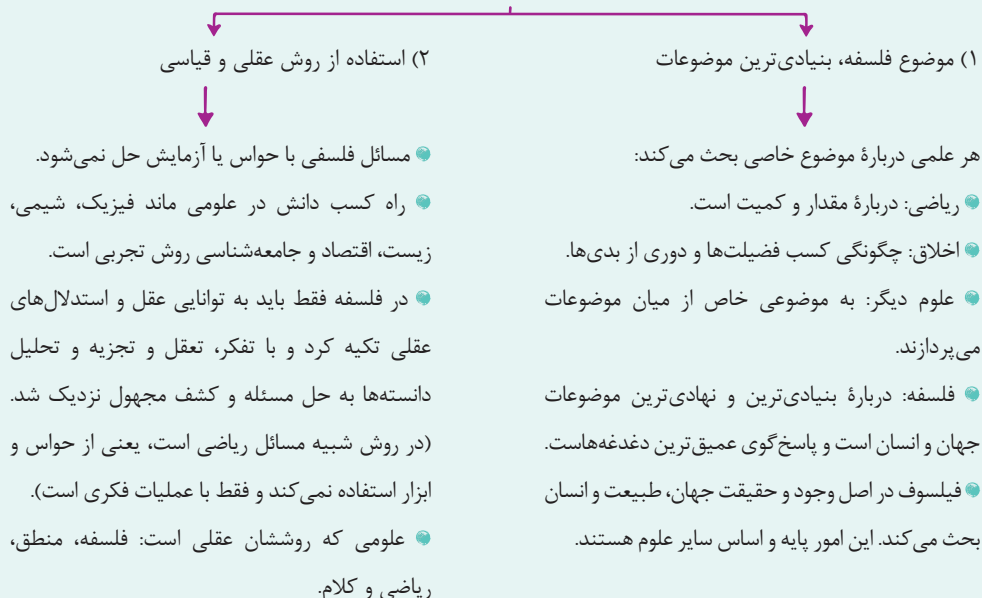 ۱) موضوع فلسفه، بنیادی‌ترین موضوعات
هر علمی دربارهٔ موضوع خاصی بحث می‌کند:
ریاضی: دربارهٔ مقدار و کمیت است.
اخلاق: چگونگی کسب فضیلت‌ها و دوری از بدی‌ها.
علوم دیگر: به موضوعی خاص از میان موضوعات
می‌پردازند.
فلسفه: دربارهٔ بنیادی‌ترین و نهادی‌ترین موضوعات
جهان و انسان است و پاسخ‌گوی عمیق‌ترین دغدغه‌هاست.
فیلسوف در اصل وجود و حقیقت جهان، طبیعت و انسان
بحث می‌کند. این امور پایه و اساس سایر علوم هستند.
۲) استفاده از روش عقلی و قیاسی
مسائل فلسفی با حواس یا آزمایش حل نمی‌شود.
راه کسب دانش در علومی ماند فیزیک، شیمی،
زیست، اقتصاد و جامعه‌شناسی روش تجربی است.
در فلسفه فقط باید به توانایی عقل و استدلال‌های
عقلی تکیه کرد و با تفکر، تعقل و تجزیه و تحلیل
دانسته‌ها به حل مسئله و کشف مجهول نزدیک شد.
(در روش شبیه مسائل ریاضی است، یعنی از حواس و
ابزار استفاده نمی‌کند و فقط با عملیات فکری است).
علومی که روششان عقلی است: فلسفه، منطق،
ریاضی و کلام.